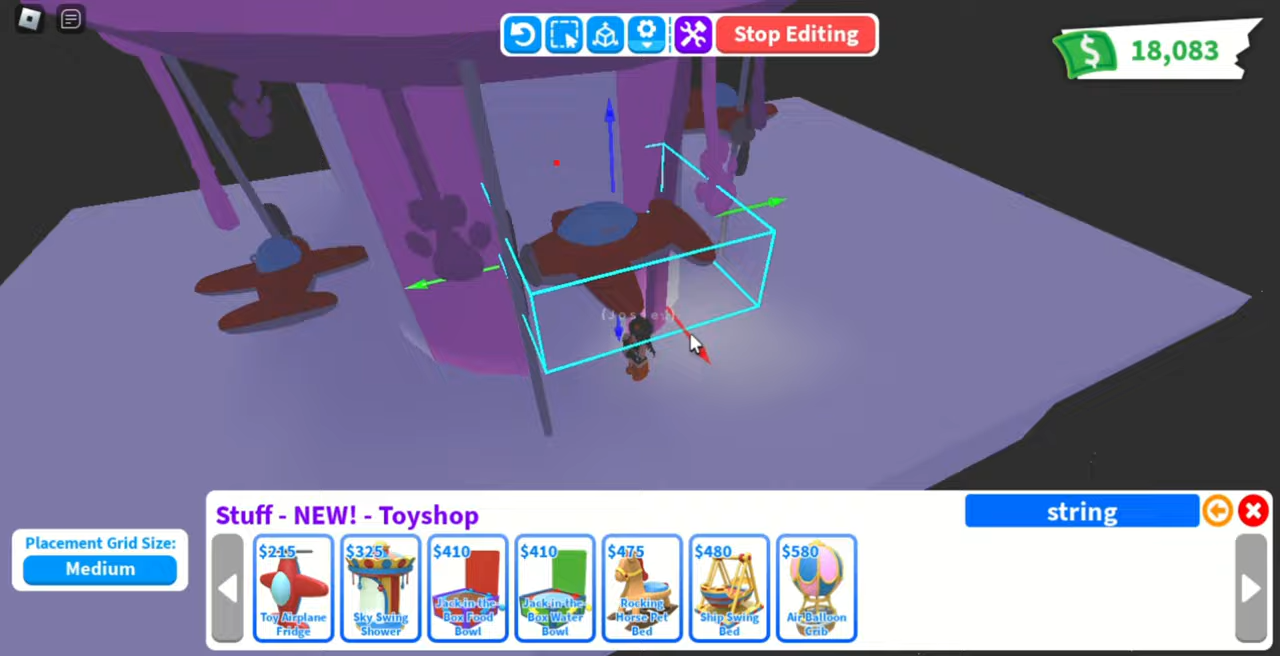 Stop Editing
$ 18,083
(Josied)
Stuff - NEW! - Toyshop
string
Placement Grid Size:
Medium
$215
Toy Airplane
Fridge
$325
Sky Swing
Shower
$410
Jack-in-the
Box Food
Bowl
$410
Jack-in-the
Box Water
Bowl
$475
Rocking
Horse Pet
Bed
$480
Ship Swing
Bed
$580
Air Balloon
Crib